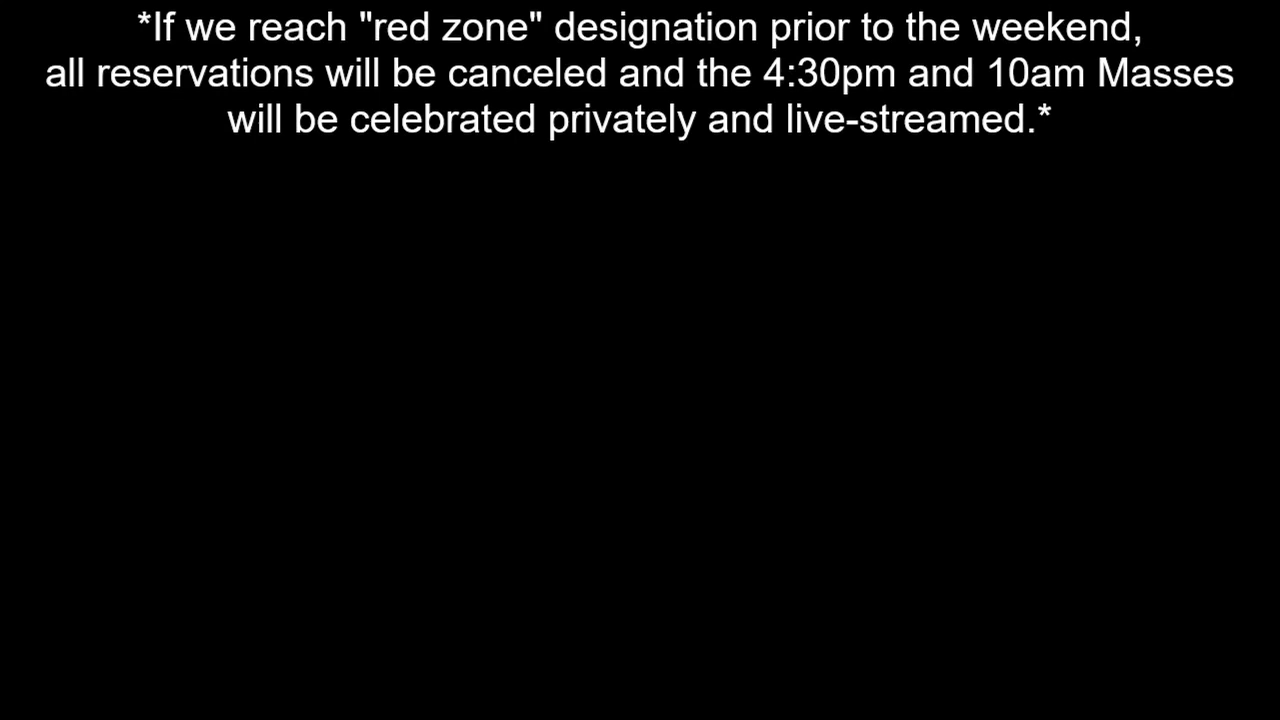 *If we reach "red zone" designation prior to the weekend,
all reservations will be canceled and the 4:30pm and 10am Masses
will be celebrated privately and live-streamed.*